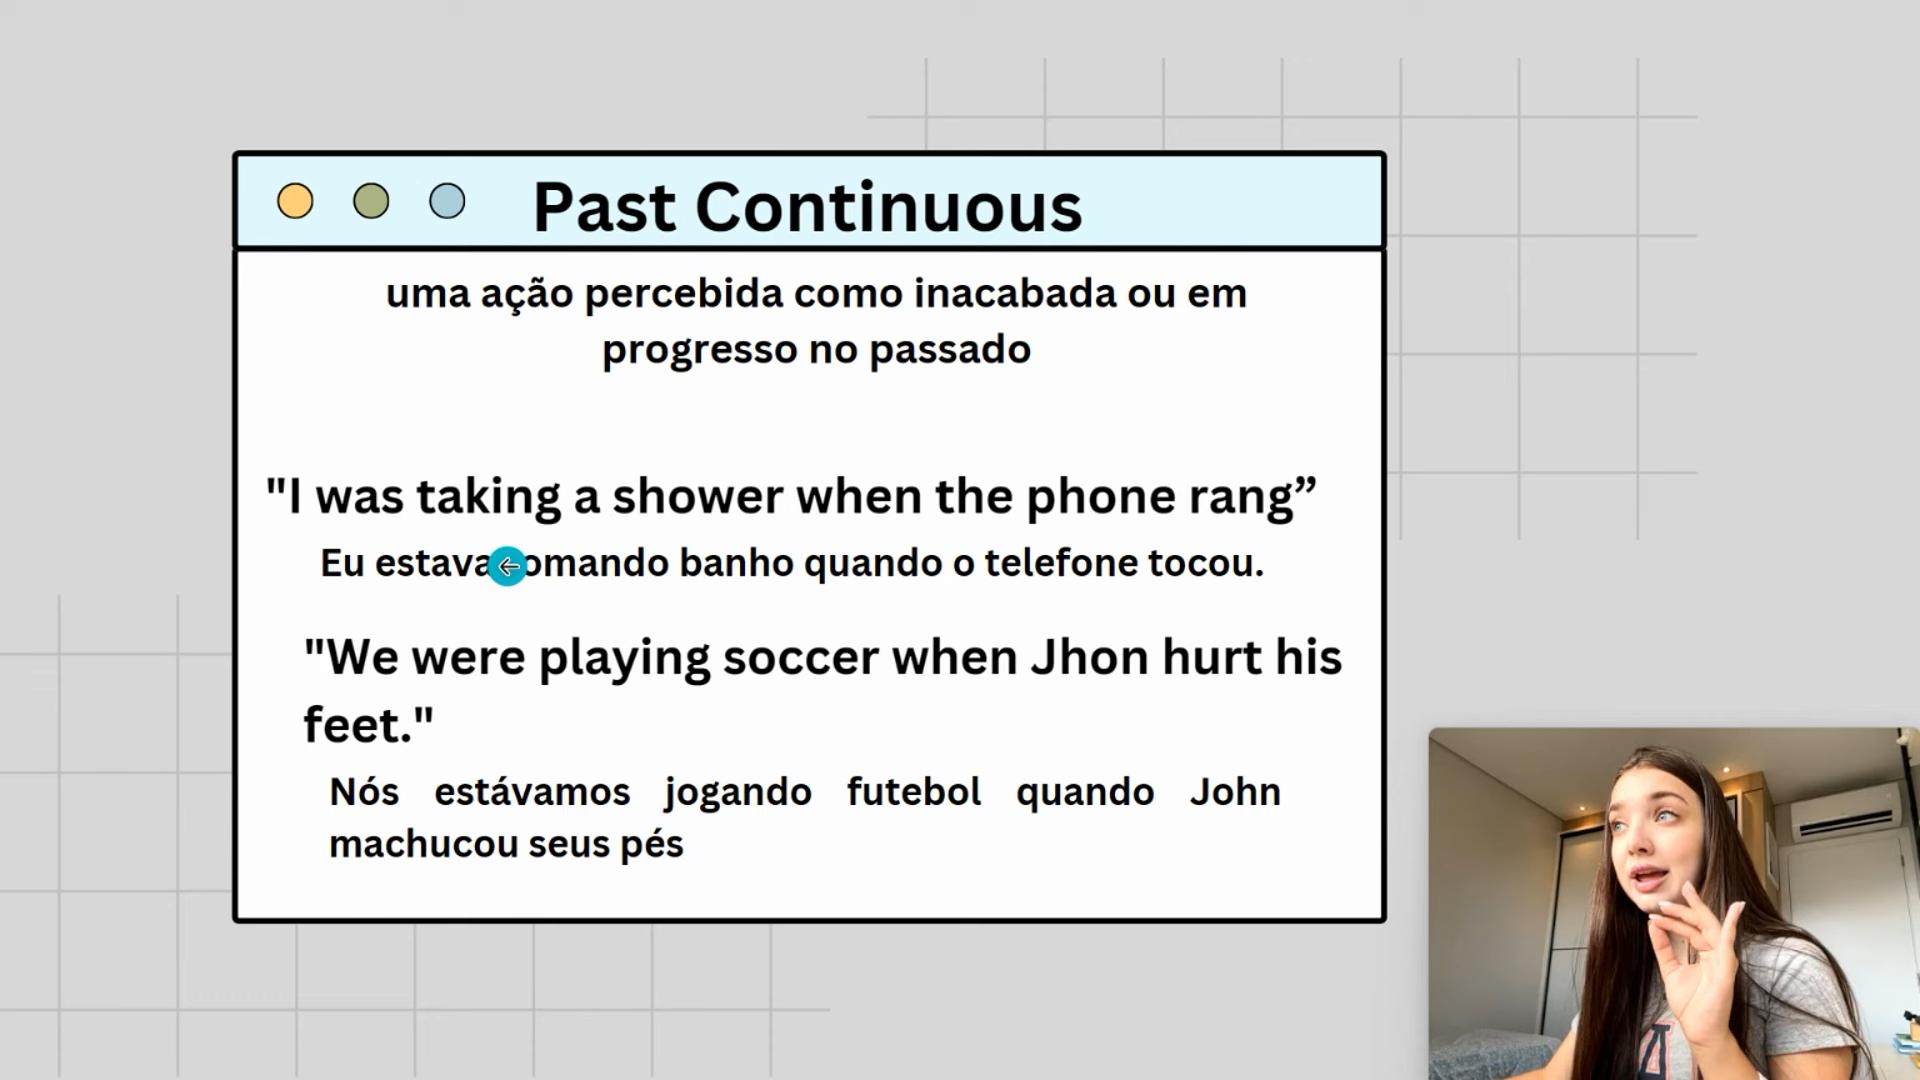 Past Continuous
uma ação percebida como inacabada ou em
progresso no passado
"I was taking a shower when the phone rang”
Eu estava omando banho quando o telefone tocou.
"We were playing soccer when Jhon hurt his
feet."
Nós estávamos jogando futebol quando John
machucou seus pés